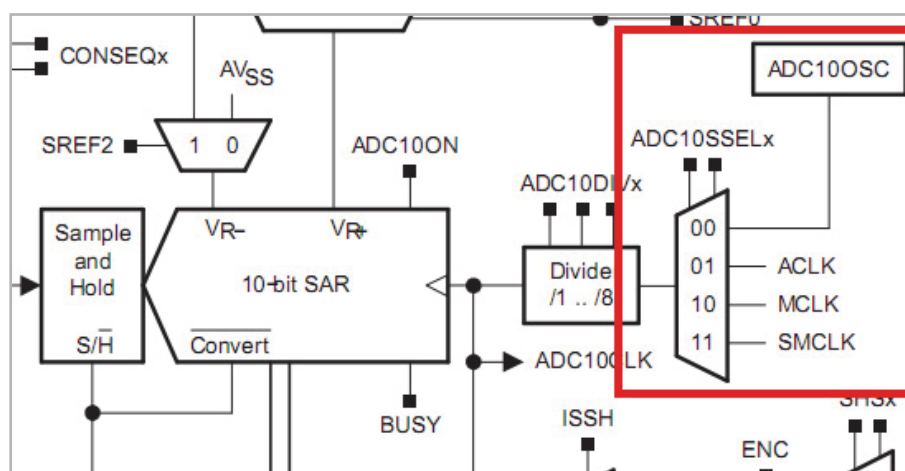 SREF0
CONSEQx
AVSS
ADC10OSC
SREF2
1 0
ADC10ON
ADC10SSELx
ADC10DIVx
Sample
and
Hold
S/H
VR−
VR+
10-bit SAR
Convert
Divider
/1 .. /8
00
01
10
11
ACLK
MCLK
SMCLK
ADC10CLK
BUSY
ISSH
SHSx
ENC